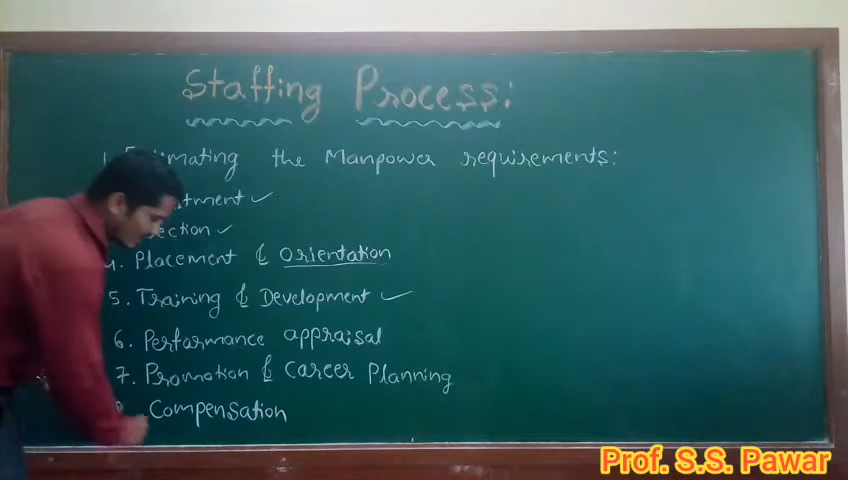 Staffing Process:
the Manpower requirements:
4. Placement & Orientation
5. Training & Development
6. Performance appraisal
7. Promotion & Career Planning
Compensation
Prof. S.S. Pawar